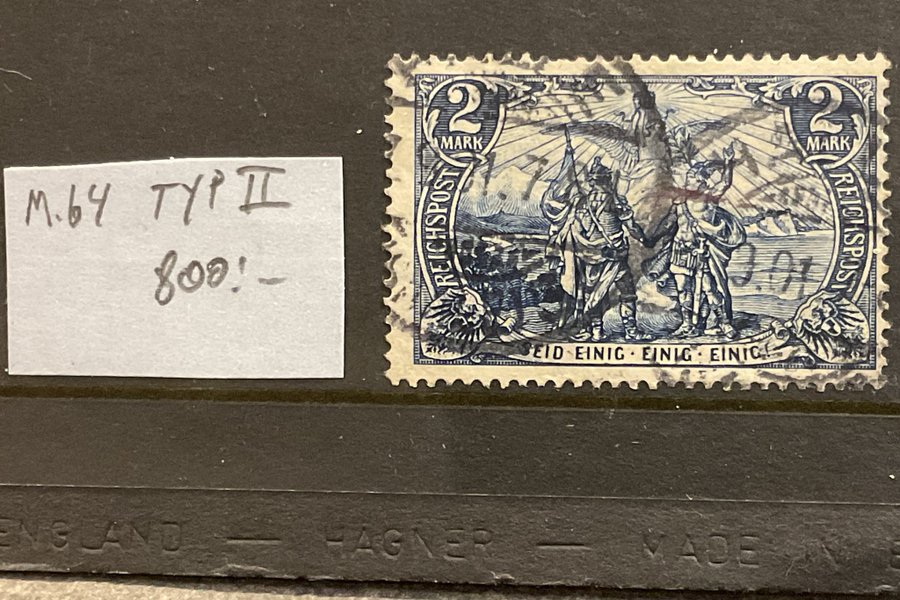 M.64 TYP II
800:-
2 MARK
2 MARK
REICHSPOST
REICHSPOST
SEID EINIG · EINIG · EINIG!
ENGLAND — HAGNER — MADE IN E